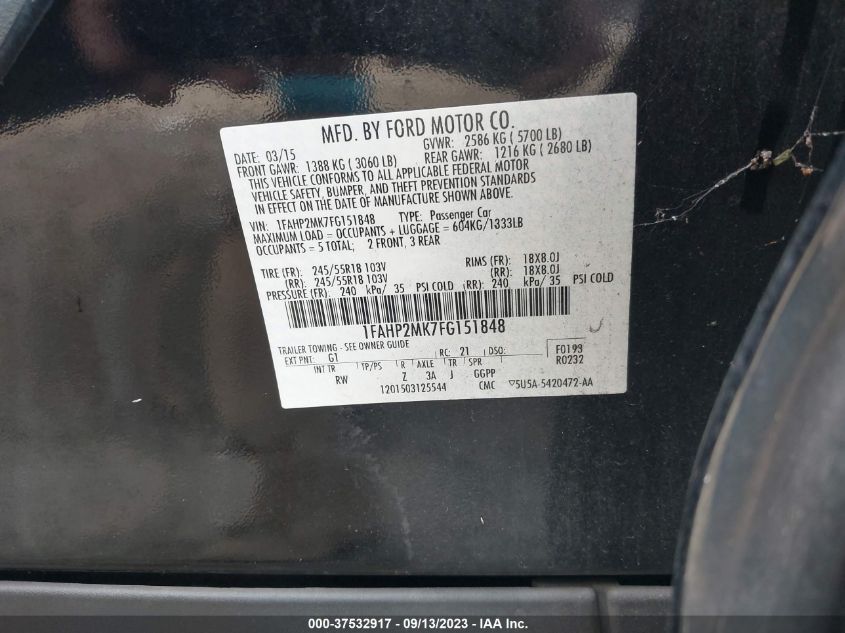 MFD. BY FORD MOTOR CO.
DATE: 03/15 GVWR: 2586 KG ( 5700 LB)
FRONT GAWR: 1388 KG ( 3060 LB) REAR GAWR: 1216 KG ( 2680 LB)
THIS VEHICLE CONFORMS TO ALL APPLICABLE FEDERAL MOTOR
VEHICLE SAFETY, BUMPER, AND THEFT PREVENTION STANDARDS
IN EFFECT ON THE DATE OF MANUFACTURE SHOWN ABOVE.
VIN: 1FAHP2MK7FG151848 TYPE: Passenger Car
MAXIMUM LOAD = OCCUPANTS + LUGGAGE = 604KG/1333LB
OCCUPANTS = 5 TOTAL; 2 FRONT, 3 REAR
TIRE (FR): 245/55R18 103V RIMS (FR): 18X8.0J
(RR): 245/55R18 103V (RR): 18X8.0J
PRESSURE (FR): 240 kPa/ 35 PSI COLD (RR): 240 kPa/ 35 PSI COLD
1FAHP2MK7FG151848
TRAILER TOWING - SEE OWNER GUIDE
EXT PNT: G1 RC: 21 DSO: F0193
INT TR TP/PS R AXLE TR SPR R0232
RW Z 3A J GGPP
1201503125544 CMC ▽5U5A-5420472-AA
000-37532917 - 09/13/2023 - IAA Inc.